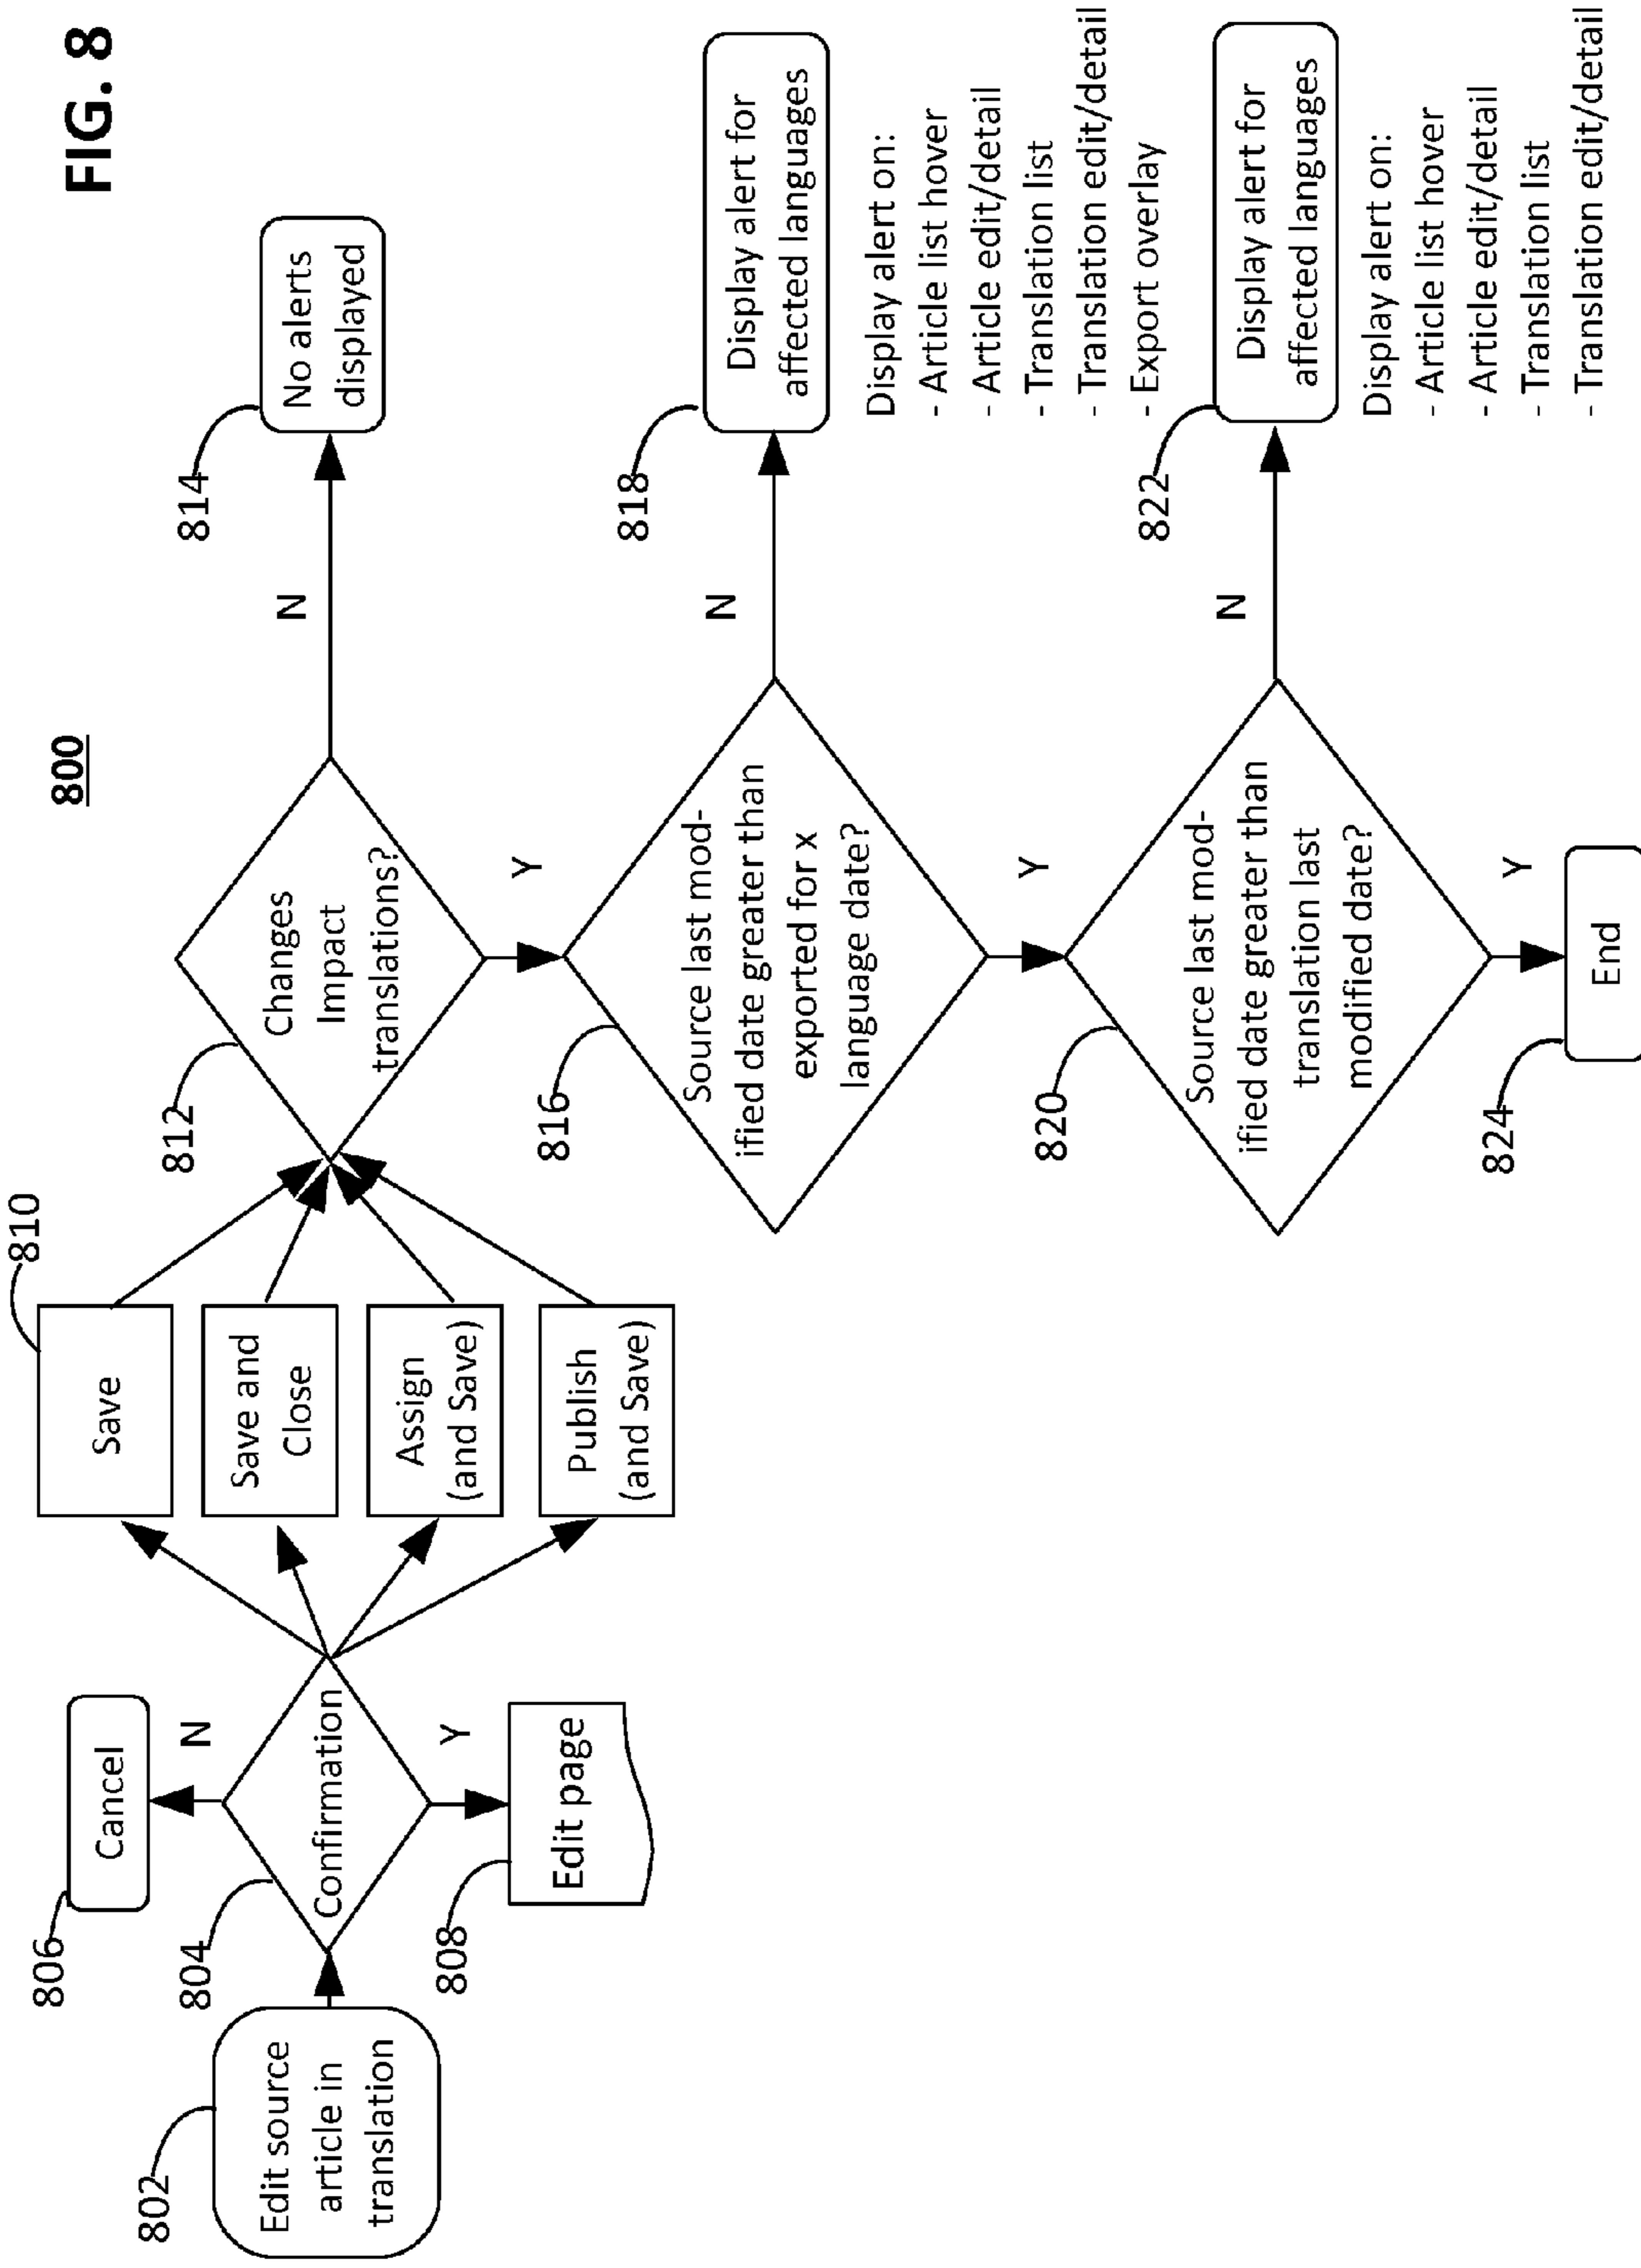 FIG. 8
800
802
Edit source
article in
translation
804
Confirmation
806
Cancel
N
Y
808
Edit page
810
Save
Save and
Close
Assign
(and Save)
Publish
(and Save)
812
Changes
Impact
translations?
N
814
No alerts
displayed
Y
816
Source last mod-
ified date greater than
exported for x
language date?
N
818
Display alert for
affected languages
Display alert on:
- Article list hover
- Article edit/detail
- Translation list
- Translation edit/detail
- Export overlay
Y
820
Source last mod-
ified date greater than
translation last
modified date?
N
822
Display alert for
affected languages
Display alert on:
- Article list hover
- Article edit/detail
- Translation list
- Translation edit/detail
Y
824
End